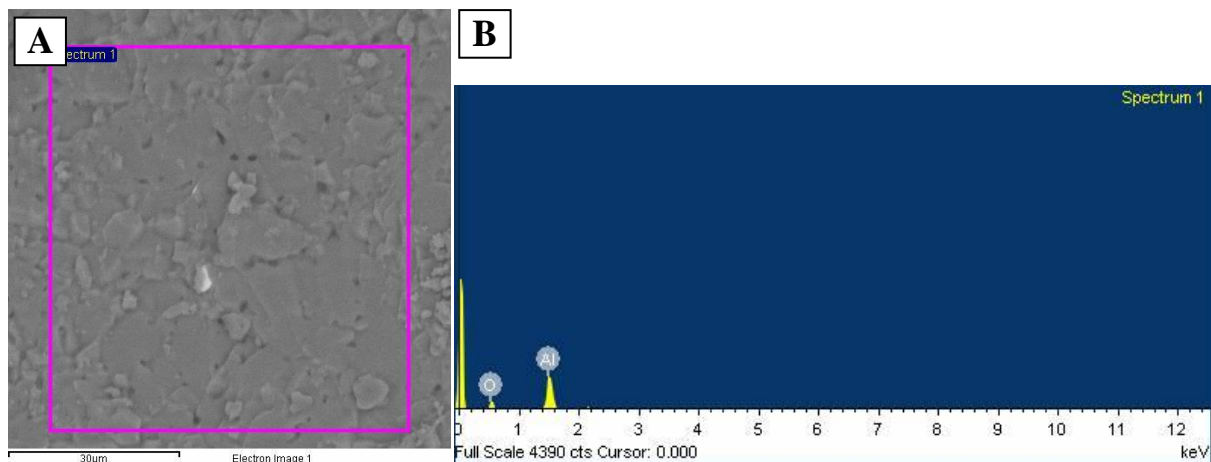 A
ectrum 1
30µm Electron Image 1
B
Spectrum 1
O
Al
0 1 2 3 4 5 6 7 8 9 10 11 12
Full Scale 4390 cts Cursor: 0.000 keV